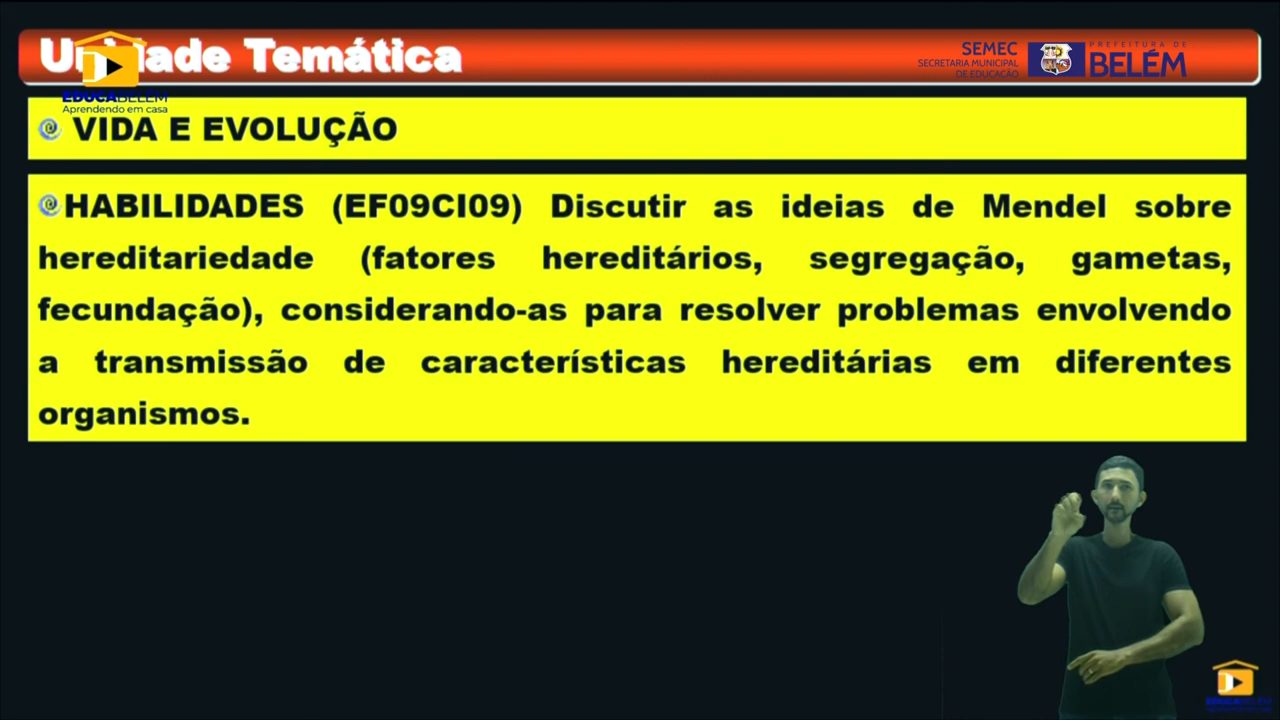 Unidade Temática
EDUCABELÉM
Aprendendo em casa
SEMEC
SECRETARIA MUNICIPAL
DE EDUCAÇÃO
PREFEITURA DE
BELÉM
VIDA E EVOLUÇÃO
HABILIDADES (EF09CI09) Discutir as ideias de Mendel sobre
hereditariedade (fatores hereditários, segregação, gametas,
fecundação), considerando-as para resolver problemas envolvendo
a transmissão de características hereditárias em diferentes
organismos.
EDUCABELÉM